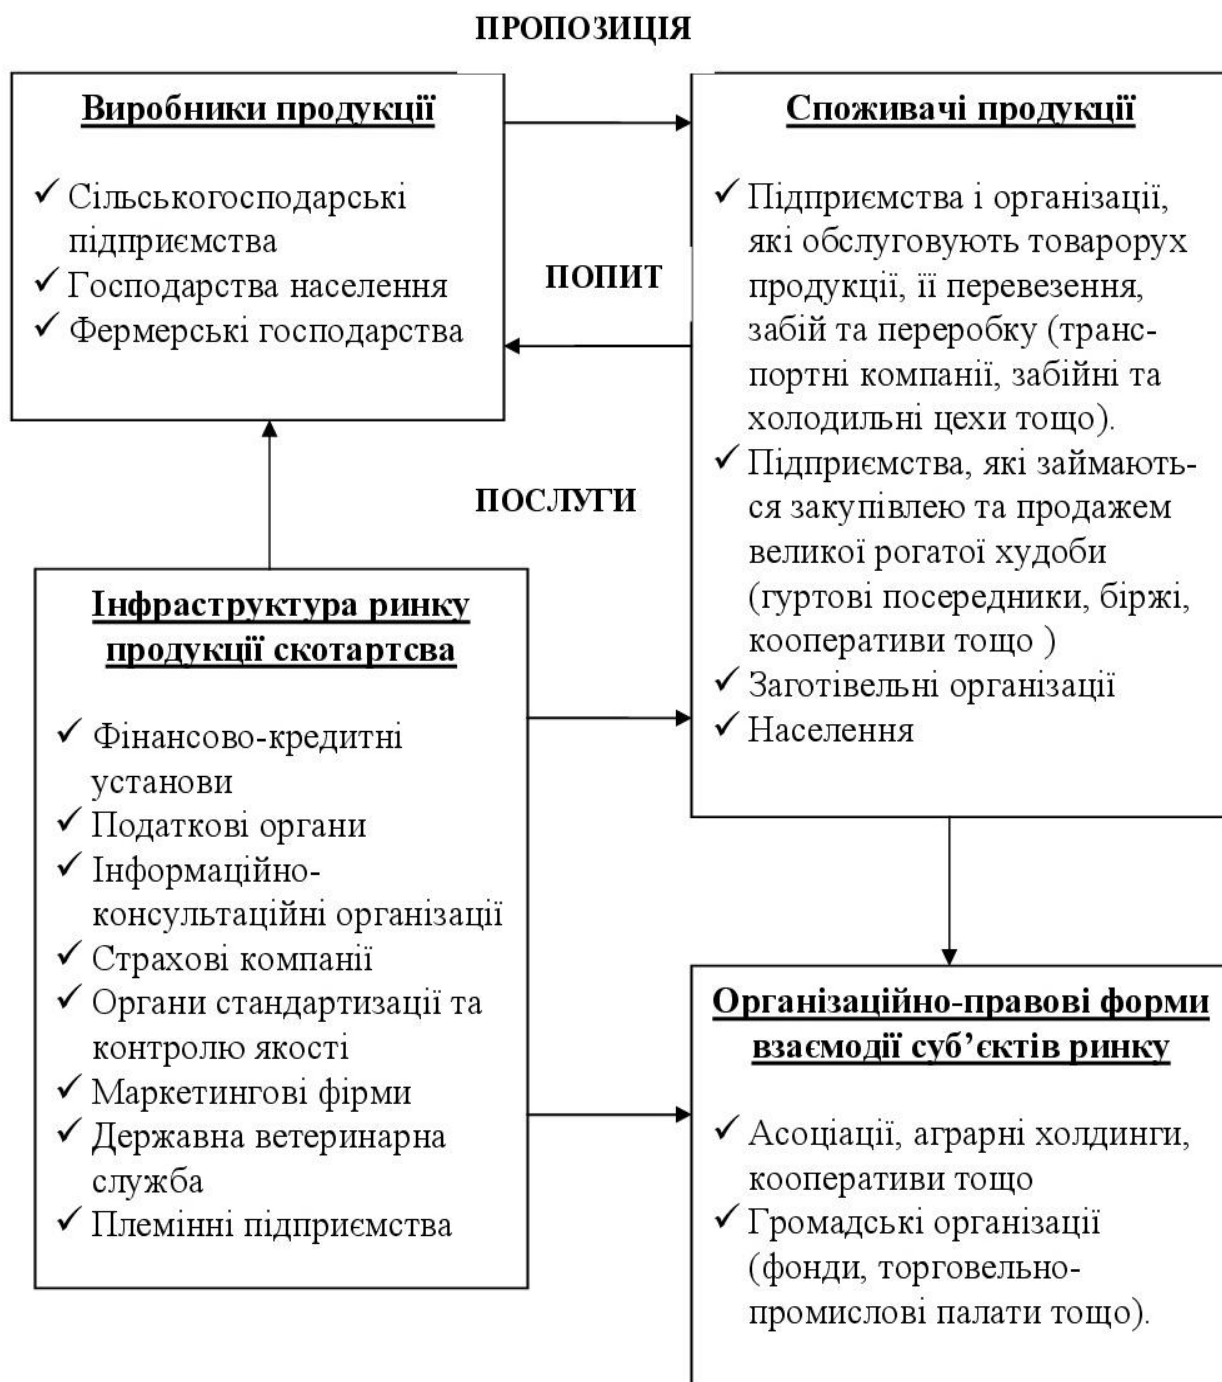 ПРОПОЗИЦІЯ
Виробники продукції
✓ Сільськогосподарські
підприємства
✓ Господарства населення
✓ Фермерські господарства
ПОПИТ
Споживачі продукції
✓ Підприємства і організації,
які обслуговують товарорух
продукції, її перевезення,
забій та переробку (транс-
портні компанії, забійні та
холодильні цехи тощо).
✓ Підприємства, які займають-
ся закупівлею та продажем
великої рогатої худоби
(гуртові посередники, біржі,
кооперативи тощо )
✓ Заготівельні організації
✓ Населення
ПОСЛУГИ
Інфраструктура ринку
продукції скотартсва
✓ Фінансово-кредитні
установи
✓ Податкові органи
✓ Інформаційно-
консультаційні організації
✓ Страхові компанії
✓ Органи стандартизації та
контролю якості
✓ Маркетингові фірми
✓ Державна ветеринарна
служба
✓ Племінні підприємства
Організаційно-правові форми
взаємодії суб’єктів ринку
✓ Асоціації, аграрні холдинги,
кооперативи тощо
✓ Громадські організації
(фонди, торговельно-
промислові палати тощо).